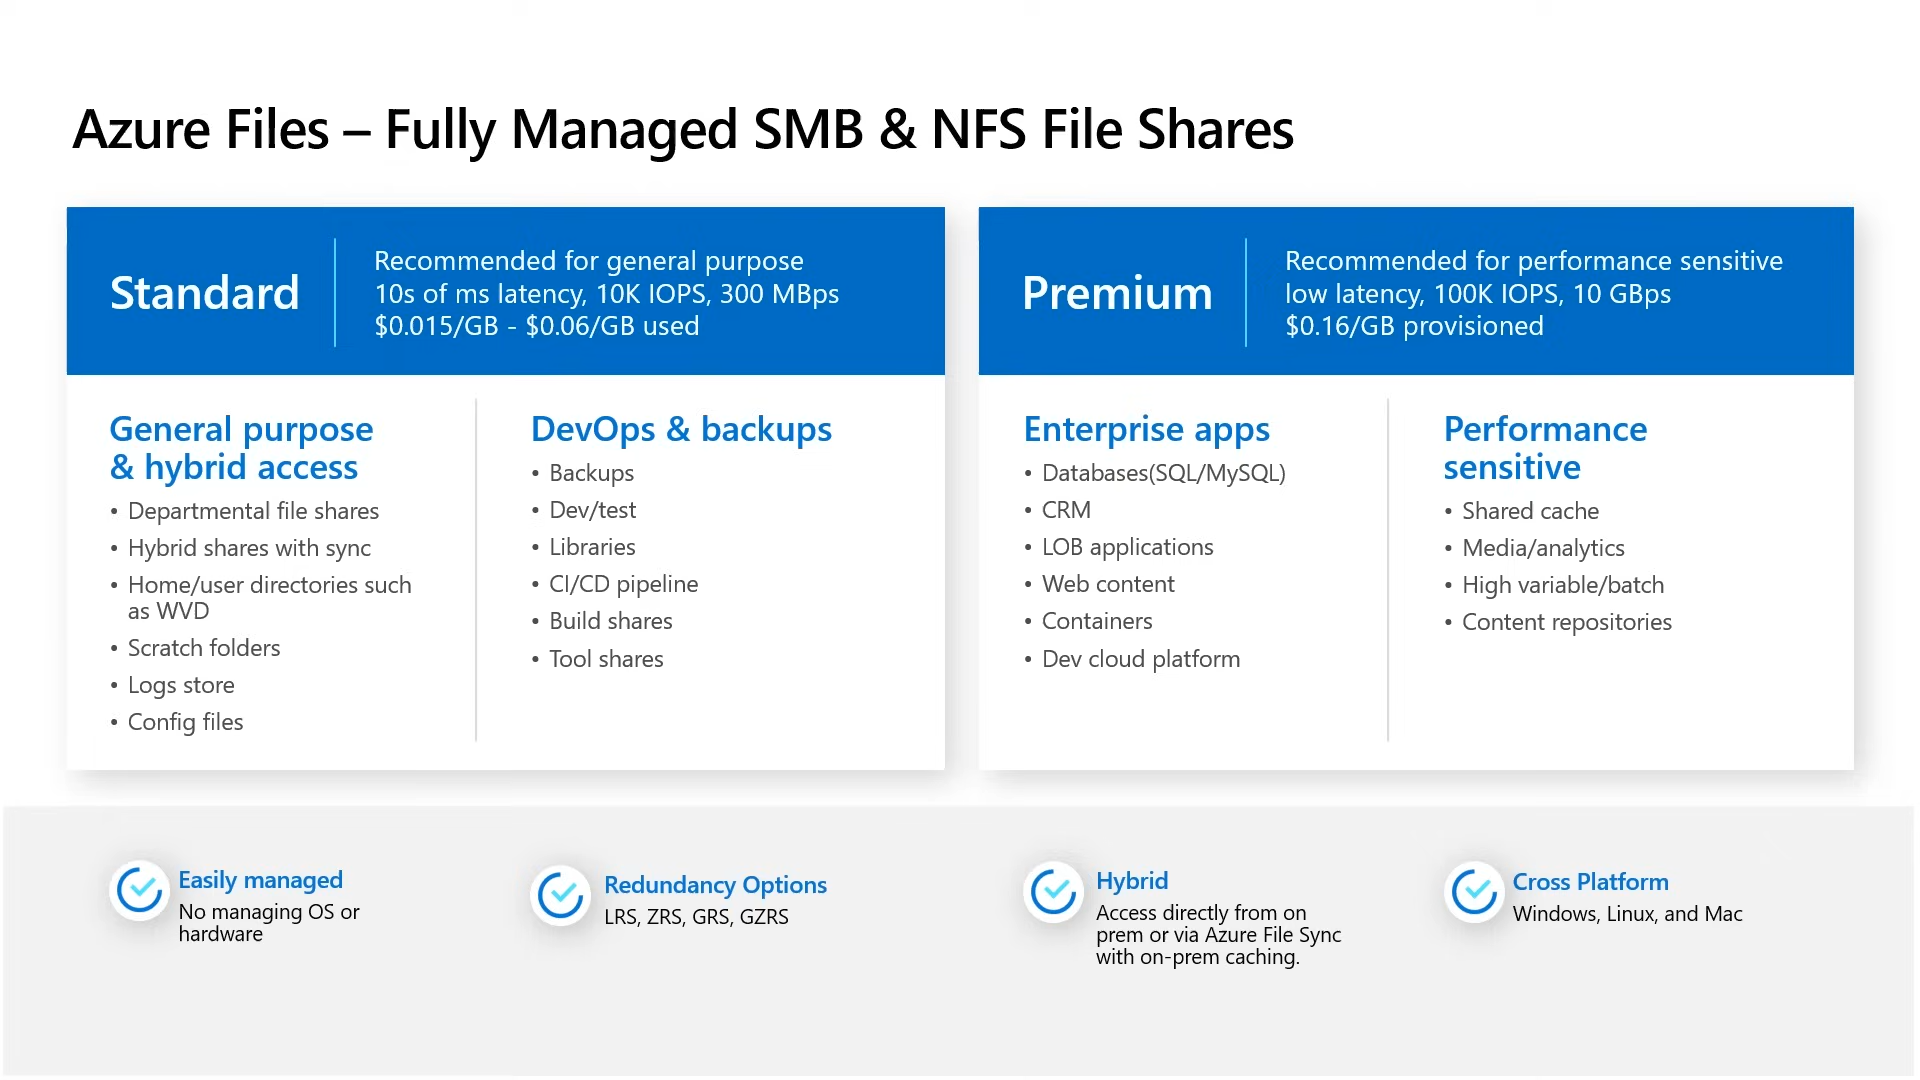 Azure Files – Fully Managed SMB & NFS File Shares
Standard
Recommended for general purpose
10s of ms latency, 10K IOPS, 300 MBps
$0.015/GB - $0.06/GB used
General purpose
& hybrid access
• Departmental file shares
• Hybrid shares with sync
• Home/user directories such
as WVD
• Scratch folders
• Logs store
• Config files
DevOps & backups
• Backups
• Dev/test
• Libraries
• CI/CD pipeline
• Build shares
• Tool shares
Premium
Recommended for performance sensitive
low latency, 100K IOPS, 10 GBps
$0.16/GB provisioned
Enterprise apps
• Databases(SQL/MySQL)
• CRM
• LOB applications
• Web content
• Containers
• Dev cloud platform
Performance
sensitive
• Shared cache
• Media/analytics
• High variable/batch
• Content repositories
Easily managed
No managing OS or
hardware
Redundancy Options
LRS, ZRS, GRS, GZRS
Hybrid
Access directly from on
prem or via Azure File Sync
with on-prem caching.
Cross Platform
Windows, Linux, and Mac